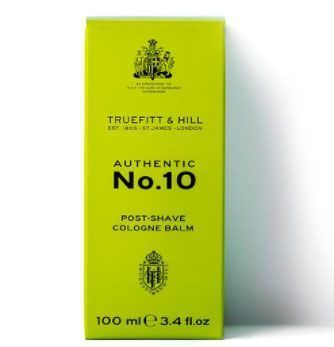 TRUEFITT & HILL
EST. 1805 - ST. JAMES - LONDON
AUTHENTIC
No.10
POST-SHAVE
COLOGNE BALM
100 ml ℮ 3.4 fl.oz